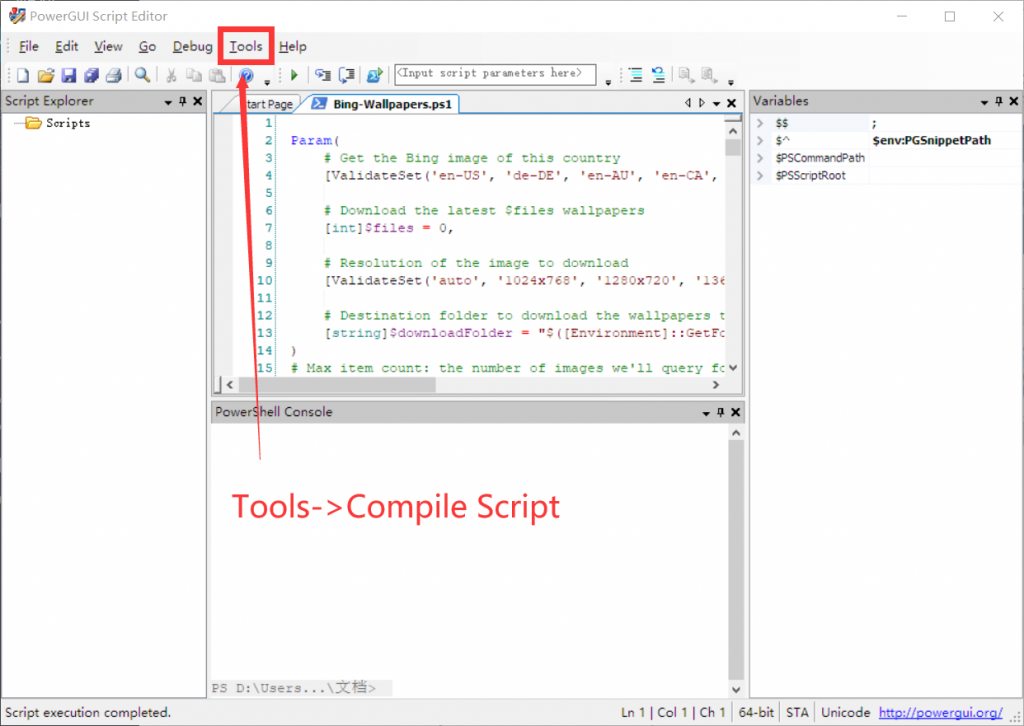 PowerGUI Script Editor
File Edit View Go Debug Tools Help
<Input script parameters here>
Script Explorer
Scripts
tart Page
Bing-Wallpapers.ps1
1
2 Param(
3 # Get the Bing image of this country
4 [ValidateSet('en-US', 'de-DE', 'en-AU', 'en-CA',
5
6 # Download the latest $files wallpapers
7 [int]$files = 0,
8
9 # Resolution of the image to download
10 [ValidateSet('auto', '1024x768', '1280x720', '136
11
12 # Destination folder to download the wallpapers t
13 [string]$downloadFolder = "$([Environment]::GetFo
14 )
15 # Max item count: the number of images we'll query fo
Variables
$$ ;
$^ $env:PGSnippetPath
$PSCommandPath
$PSScriptRoot
PowerShell Console
Tools->Compile Script
PS D:\Users...\文档>
Script execution completed.
Ln 1 | Col 1 | Ch 1 64-bit STA Unicode http://powergui.org/